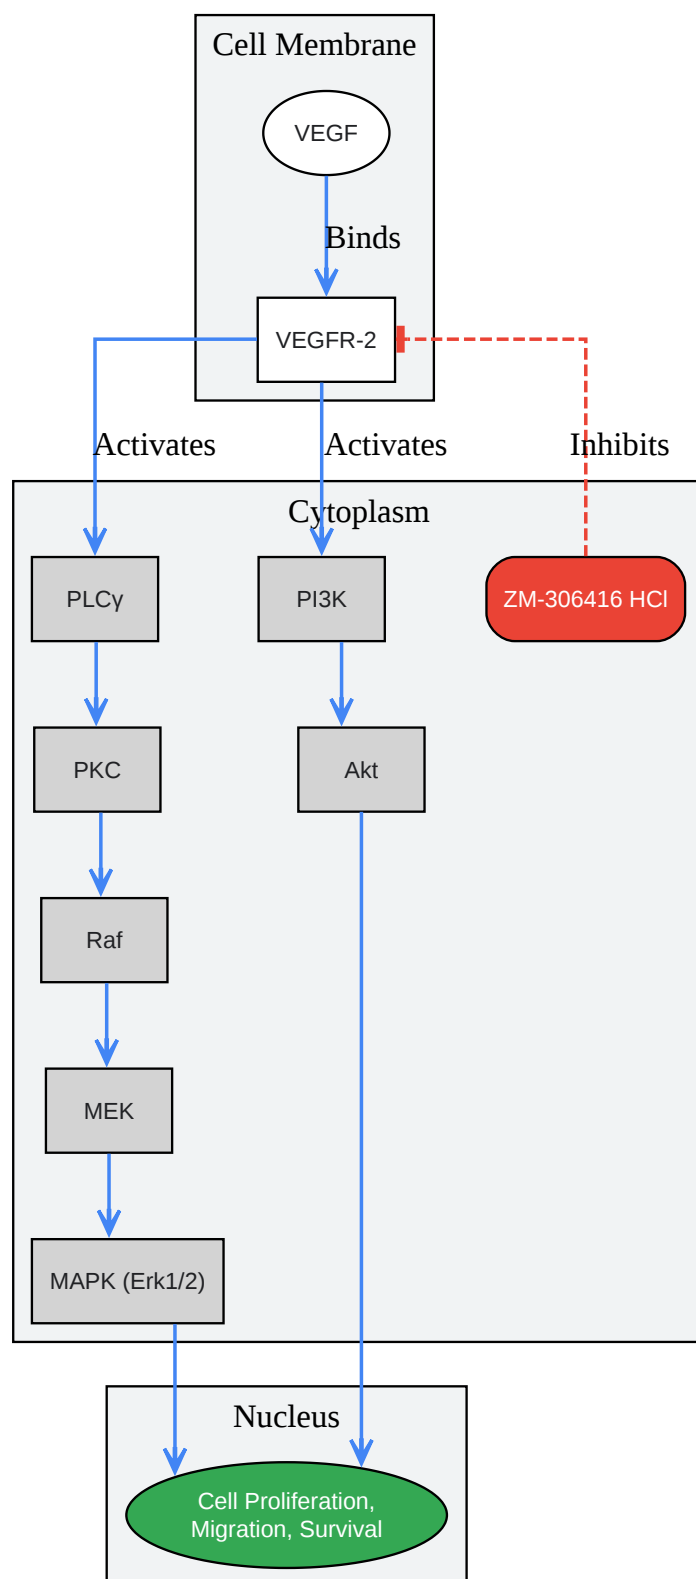 Cell Membrane
VEGF
Binds
VEGFR-2
Activates
Activates
Inhibits
Cytoplasm
PLCγ
PI3K
ZM-306416 HCl
PKC
Akt
Raf
MEK
MAPK (Erk1/2)
Nucleus
Cell Proliferation,
Migration, Survival